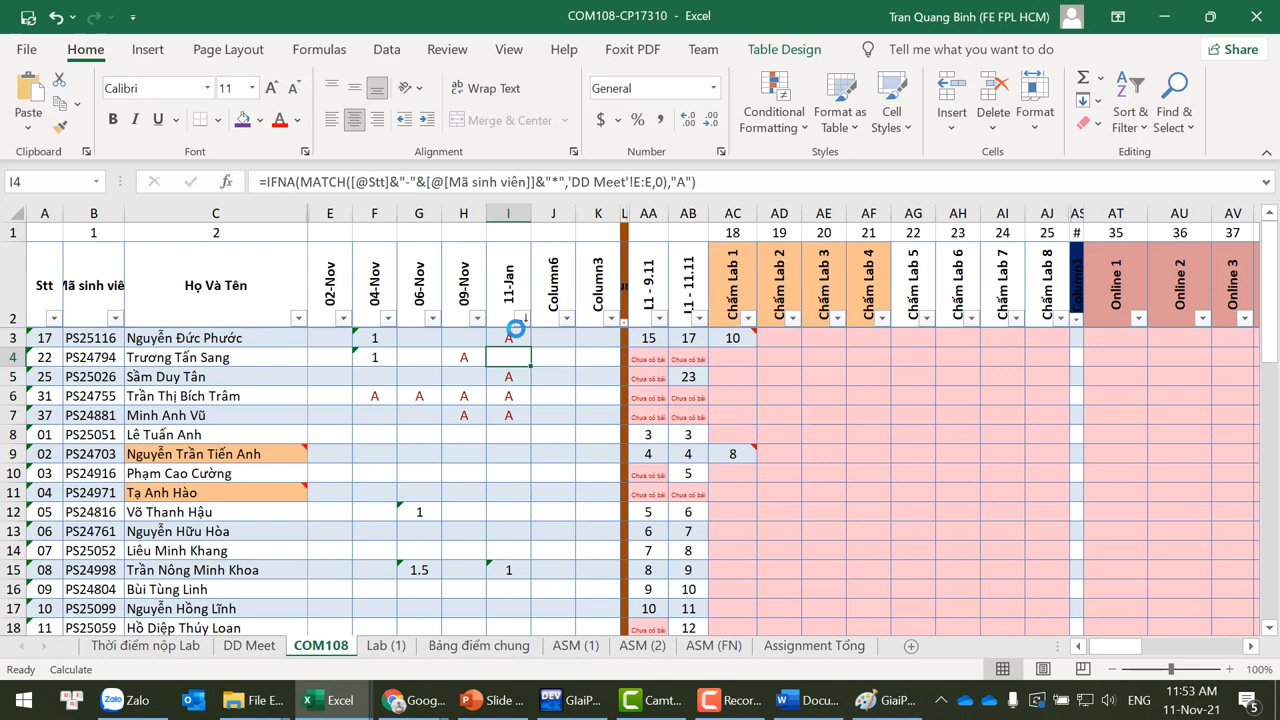 COM108-CP17310 - Excel
Tran Quang Binh (FE FPL HCM)
File Home Insert Page Layout Formulas Data Review View Help Foxit PDF Team Table Design Tell me what you want to do Share
Paste
Calibri 11
Wrap Text
Merge & Center
General
Conditional Formatting
Format as Table
Cell Styles
Insert Delete Format
Sort & Filter
Find & Select
Clipboard Font Alignment Number Styles Cells Editing
I4 =IFNA(MATCH([@Stt]&"-"&[@[Mã sinh viên]]&"*",'DD Meet'!E:E,0),"A")
A B C E F G H I J K L AA AB AC AD AE AF AG AH AI AJ AS AT AU AV
1 1 2 18 19 20 21 22 23 24 25 # 35 36 37
2 Stt Mã sinh viê Họ Và Tên 02-Nov 04-Nov 06-Nov 09-Nov 11-Jan Column6 Column3 L1 - 9.11 L1 - 11.11 Chấm Lab 1 Chấm Lab 2 Chấm Lab 3 Chấm Lab 4 Chấm Lab 5 Chấm Lab 6 Chấm Lab 7 Chấm Lab 8 Column1 Online 1 Online 2 Online 3
3 17 PS25116 Nguyễn Đức Phước 1 A 15 17 10
4 22 PS24794 Trương Tấn Sang 1 A Chưa có bài Chưa có bài
5 25 PS25026 Sầm Duy Tân A Chưa có bài 23
6 31 PS24755 Trần Thị Bích Trâm A A A A Chưa có bài Chưa có bài
7 37 PS24881 Minh Anh Vũ A A Chưa có bài Chưa có bài
8 01 PS25051 Lê Tuấn Anh 3 3
9 02 PS24703 Nguyễn Trần Tiến Anh 4 4 8
10 03 PS24916 Phạm Cao Cường Chưa có bài 5
11 04 PS24971 Tạ Anh Hào Chưa có bài Chưa có bài
12 05 PS24816 Võ Thanh Hậu 1 5 6
13 06 PS24761 Nguyễn Hữu Hòa 6 7
14 07 PS25052 Liêu Minh Khang 7 8
15 08 PS24998 Trần Nông Minh Khoa 1.5 1 8 9
16 09 PS24804 Bùi Tùng Linh 9 10
17 10 PS25099 Nguyễn Hồng Lĩnh 10 11
18 11 PS25059 Hồ Diệp Thúy Loan Chưa có bài 12
Thời điểm nộp Lab DD Meet COM108 Lab (1) Bảng điểm chung ASM (1) ASM (2) ASM (FN) Assignment Tổng
Ready Calculate 100%
Zalo File E... Excel Goog... Slide ... GIaiP... Camt... Recor... Docu... GiaiP... ENG 11:53 AM
11-Nov-21 5